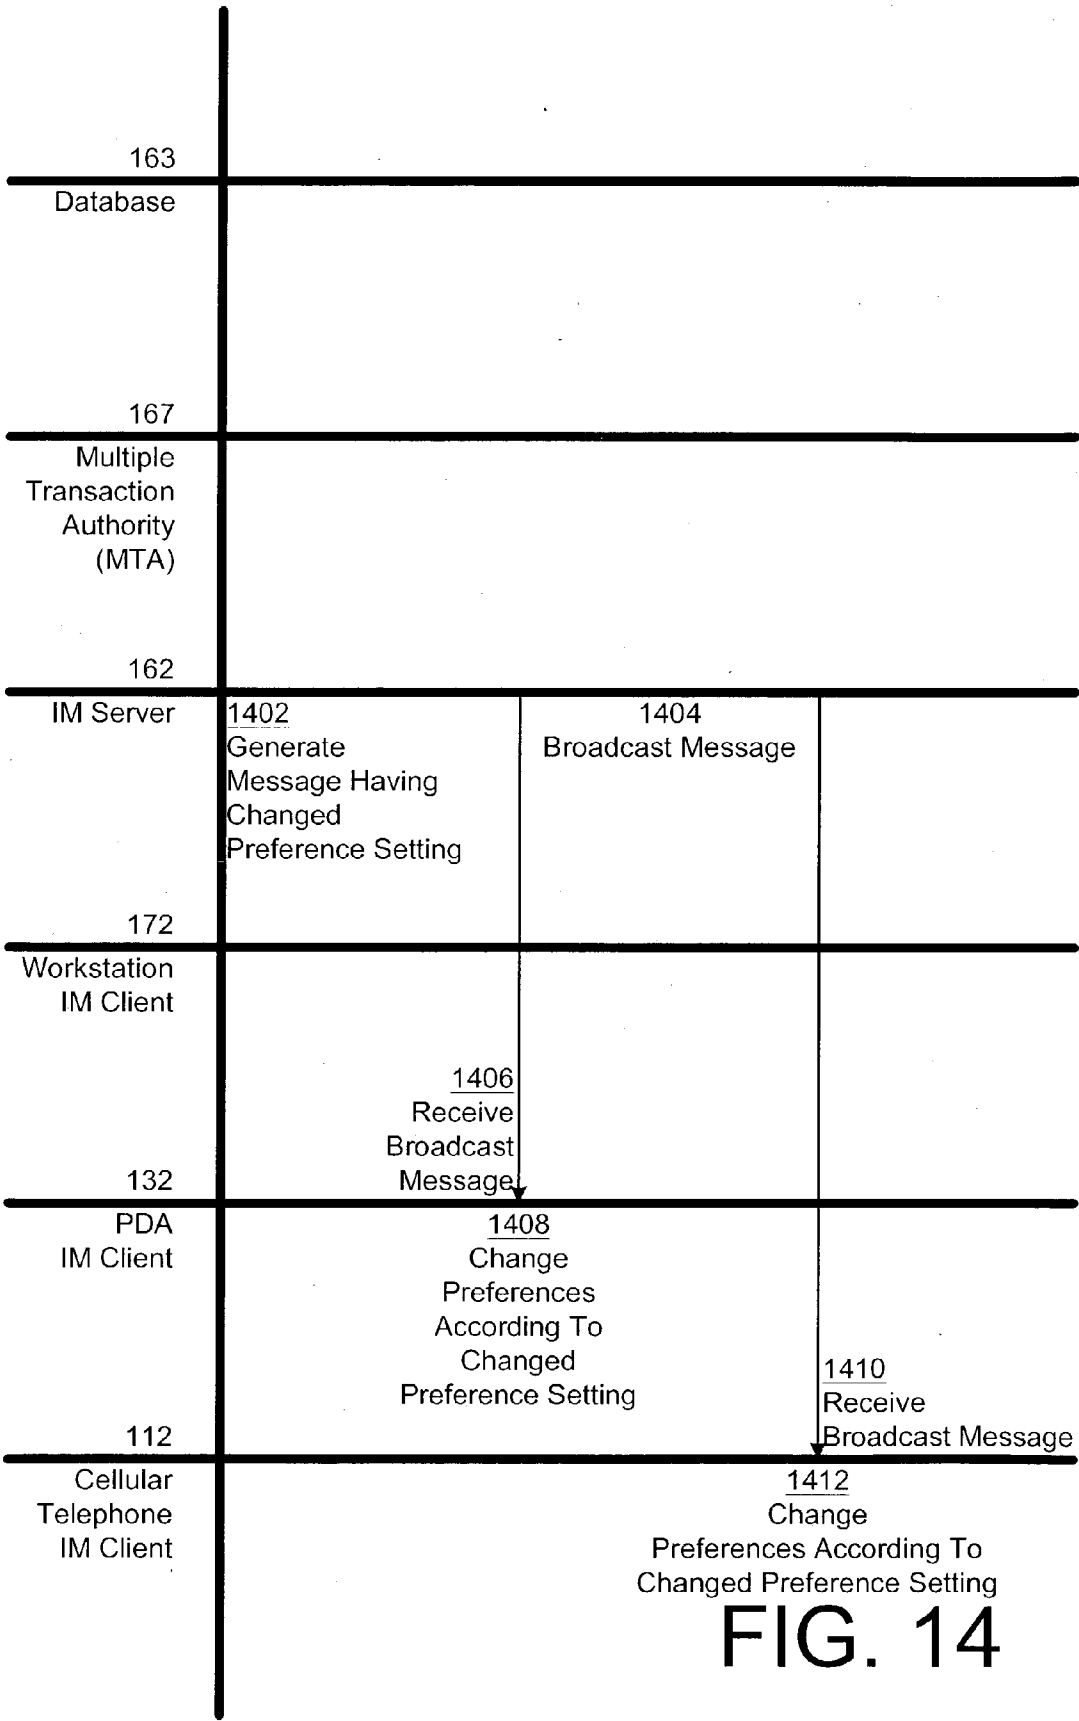 163
Database
167
Multiple
Transaction
Authority
(MTA)
162
IM Server
1402
Generate
Message Having
Changed
Preference Setting
1404
Broadcast Message
172
Workstation
IM Client
1406
Receive
Broadcast
Message
132
PDA
IM Client
1408
Change
Preferences
According To
Changed
Preference Setting
1410
Receive
Broadcast Message
112
Cellular
Telephone
IM Client
1412
Change
Preferences According To
Changed Preference Setting
FIG. 14